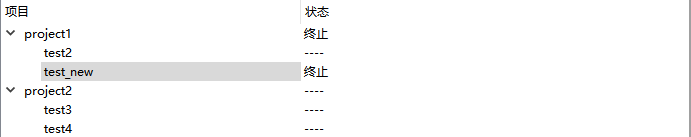 项目 状态
project1 终止
test2 ----
test_new 终止
project2 ----
test3 ----
test4 ----